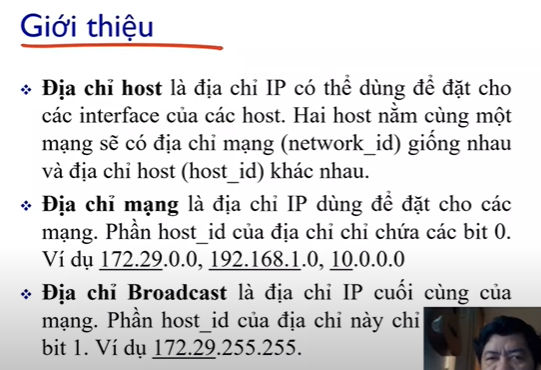 Giới thiệu
❖ Địa chỉ host là địa chỉ IP có thể dùng để đặt cho
các interface của các host. Hai host nằm cùng một
mạng sẽ có địa chỉ mạng (network_id) giống nhau
và địa chỉ host (host_id) khác nhau.
❖ Địa chỉ mạng là địa chỉ IP dùng để đặt cho các
mạng. Phần host_id của địa chỉ chỉ chứa các bit 0.
Ví dụ 172.29.0.0, 192.168.1.0, 10.0.0.0
❖ Địa chỉ Broadcast là địa chỉ IP cuối cùng của
mạng. Phần host_id của địa chỉ này chỉ
bit 1. Ví dụ 172.29.255.255.